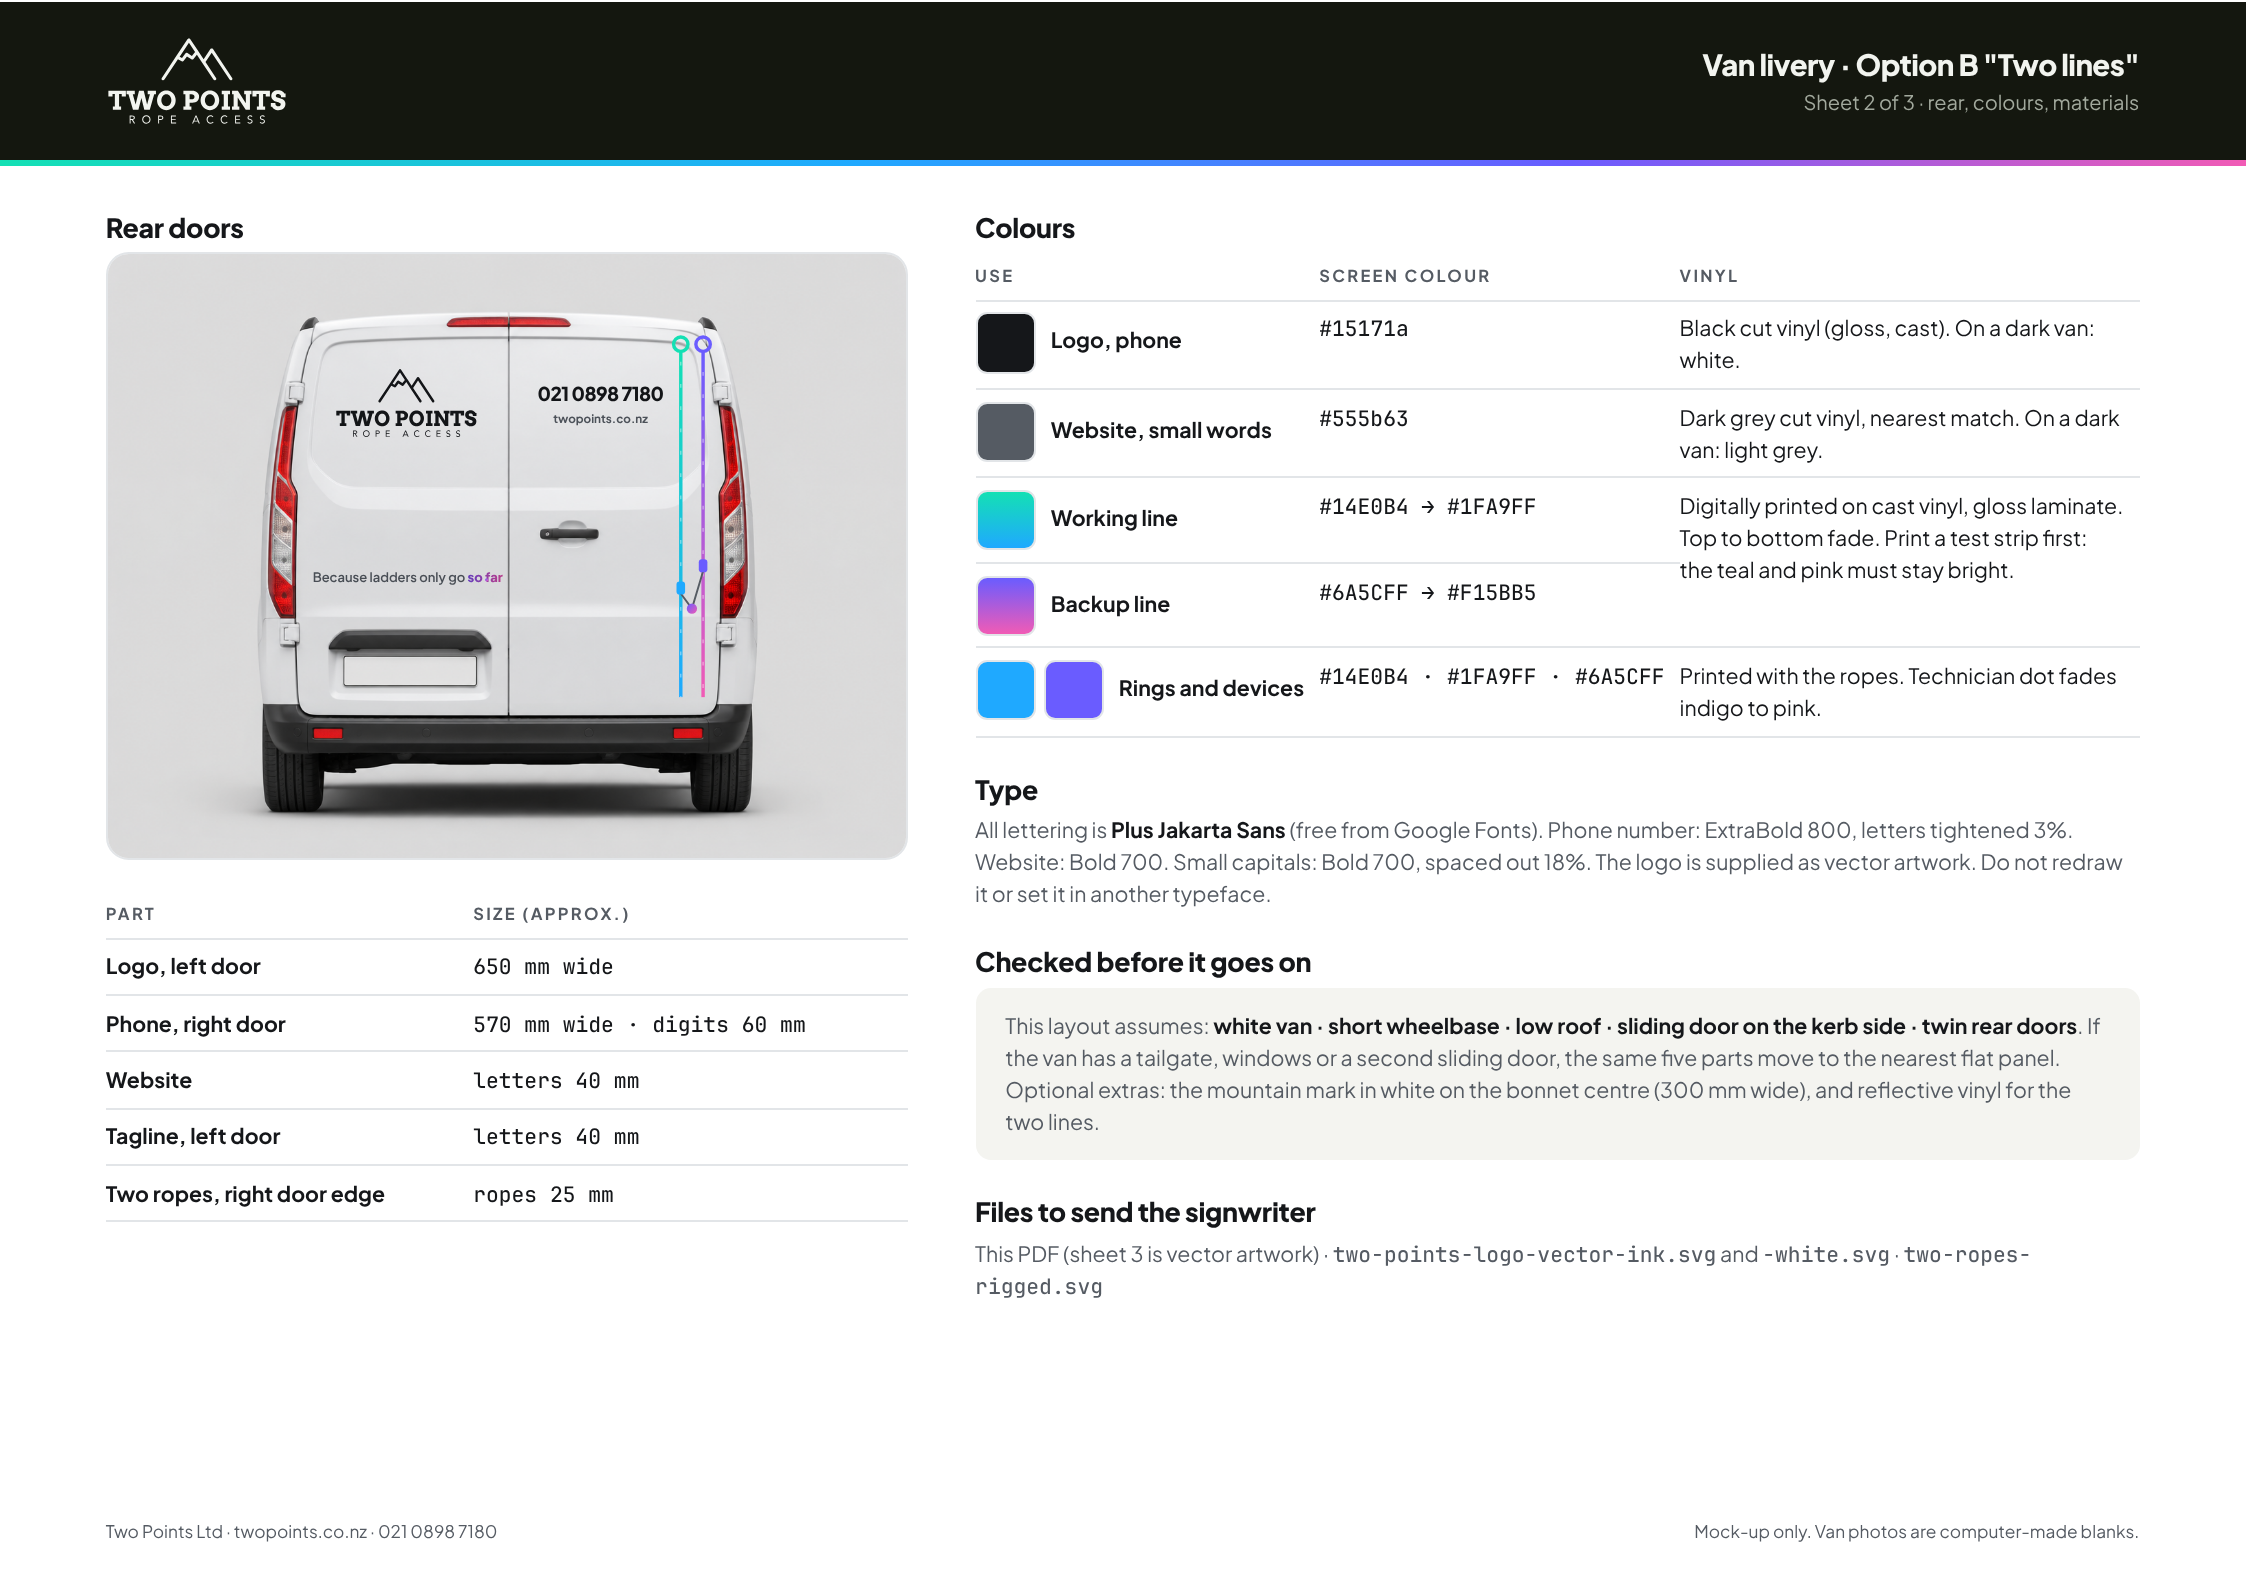 TWO POINTS
ROPE ACCESS
Van livery · Option B "Two lines"
Sheet 2 of 3 · rear, colours, materials
Rear doors
TWO POINTS
ROPE ACCESS
021 0898 7180
twopoints.co.nz
Because ladders only go so far
PART SIZE (APPROX.)
Logo, left door 650 mm wide
Phone, right door 570 mm wide · digits 60 mm
Website letters 40 mm
Tagline, left door letters 40 mm
Two ropes, right door edge ropes 25 mm
Colours
USE SCREEN COLOUR VINYL
Logo, phone #15171a Black cut vinyl (gloss, cast). On a dark van:
white.
Website, small words #555b63 Dark grey cut vinyl, nearest match. On a dark
van: light grey.
Working line #14E0B4 → #1FA9FF Digitally printed on cast vinyl, gloss laminate.
Top to bottom fade. Print a test strip first:
the teal and pink must stay bright.
Backup line #6A5CFF → #F15BB5
Rings and devices #14E0B4 · #1FA9FF · #6A5CFF Printed with the ropes. Technician dot fades
indigo to pink.
Type
All lettering is Plus Jakarta Sans (free from Google Fonts). Phone number: ExtraBold 800, letters tightened 3%.
Website: Bold 700. Small capitals: Bold 700, spaced out 18%. The logo is supplied as vector artwork. Do not redraw
it or set it in another typeface.
Checked before it goes on
This layout assumes: white van · short wheelbase · low roof · sliding door on the kerb side · twin rear doors. If
the van has a tailgate, windows or a second sliding door, the same five parts move to the nearest flat panel.
Optional extras: the mountain mark in white on the bonnet centre (300 mm wide), and reflective vinyl for the
two lines.
Files to send the signwriter
This PDF (sheet 3 is vector artwork) · two-points-logo-vector-ink.svg and -white.svg · two-ropes-
rigged.svg
Two Points Ltd · twopoints.co.nz · 021 0898 7180
Mock-up only. Van photos are computer-made blanks.